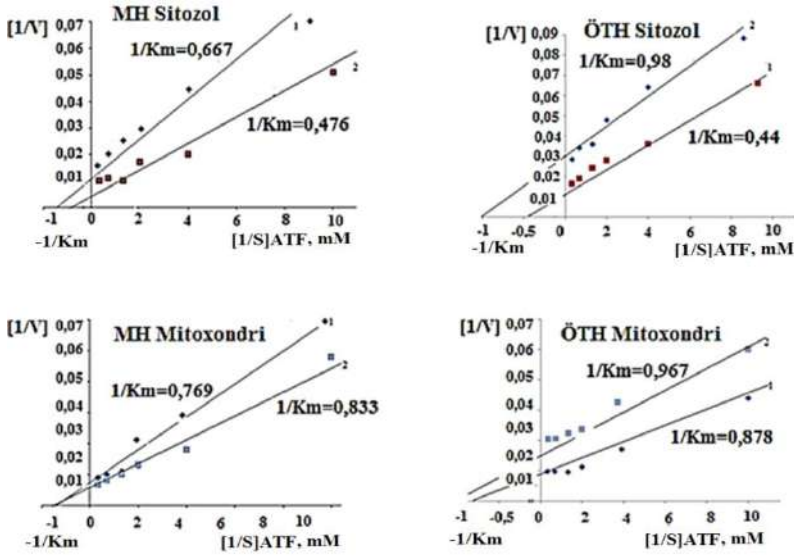 MH Sitozol
[1/V]
0,07
0,06
0,05
0,04
0,03
0,02
0,01
1/Km=0,667
1
2
1/Km=0,476
-1 0 2 4 6 8 10
-1/Km
[1/S]ATF, mM
ÖTH Sitozol
[1/V]
0,09
0,08
0,07
0,06
0,05
0,04
0,03
0,02
0,01
2
1/Km=0,98
1
1/Km=0,44
-1 -0,5 0 2 4 6 8 10
-1/Km
[1/S]ATF, mM
MH Mitoxondri
[1/V]
0,07
0,06
0,05
0,04
0,03
0,02
0,01
1
1/Km=0,769
2
1/Km=0,833
-1 0 2 4 6 8 10
-1/Km
[1/S]ATF, mM
ÖTH Mitoxondri
[1/V]
0,07
0,06
0,05
0,04
0,03
0,02
0,01
2
1/Km=0,967
1
1/Km=0,878
-1 -0,5 0 4 8 10
-1/Km
[1/S]ATF, mM